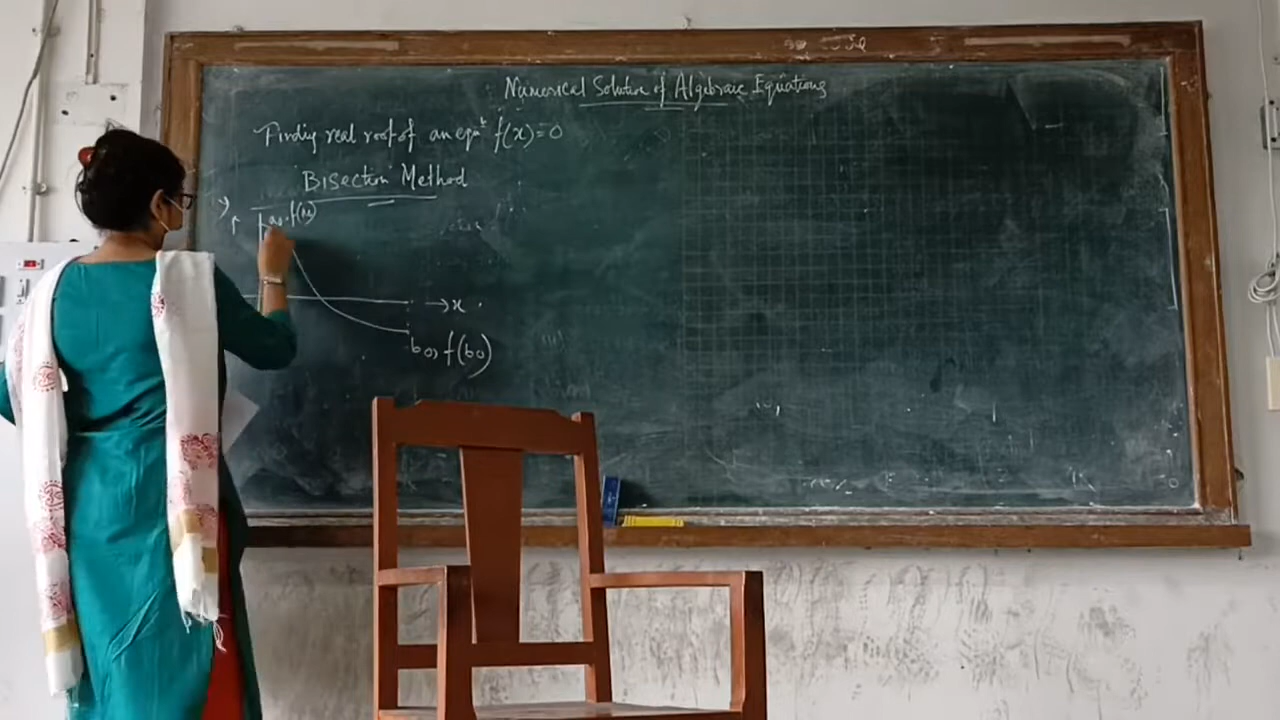 Numerical Solution of Algebraic Equations
Finding real root of an eqn f(x)=0
Bisection Method
y
↑
a0, f(a0)
→x
b0, f(b0)